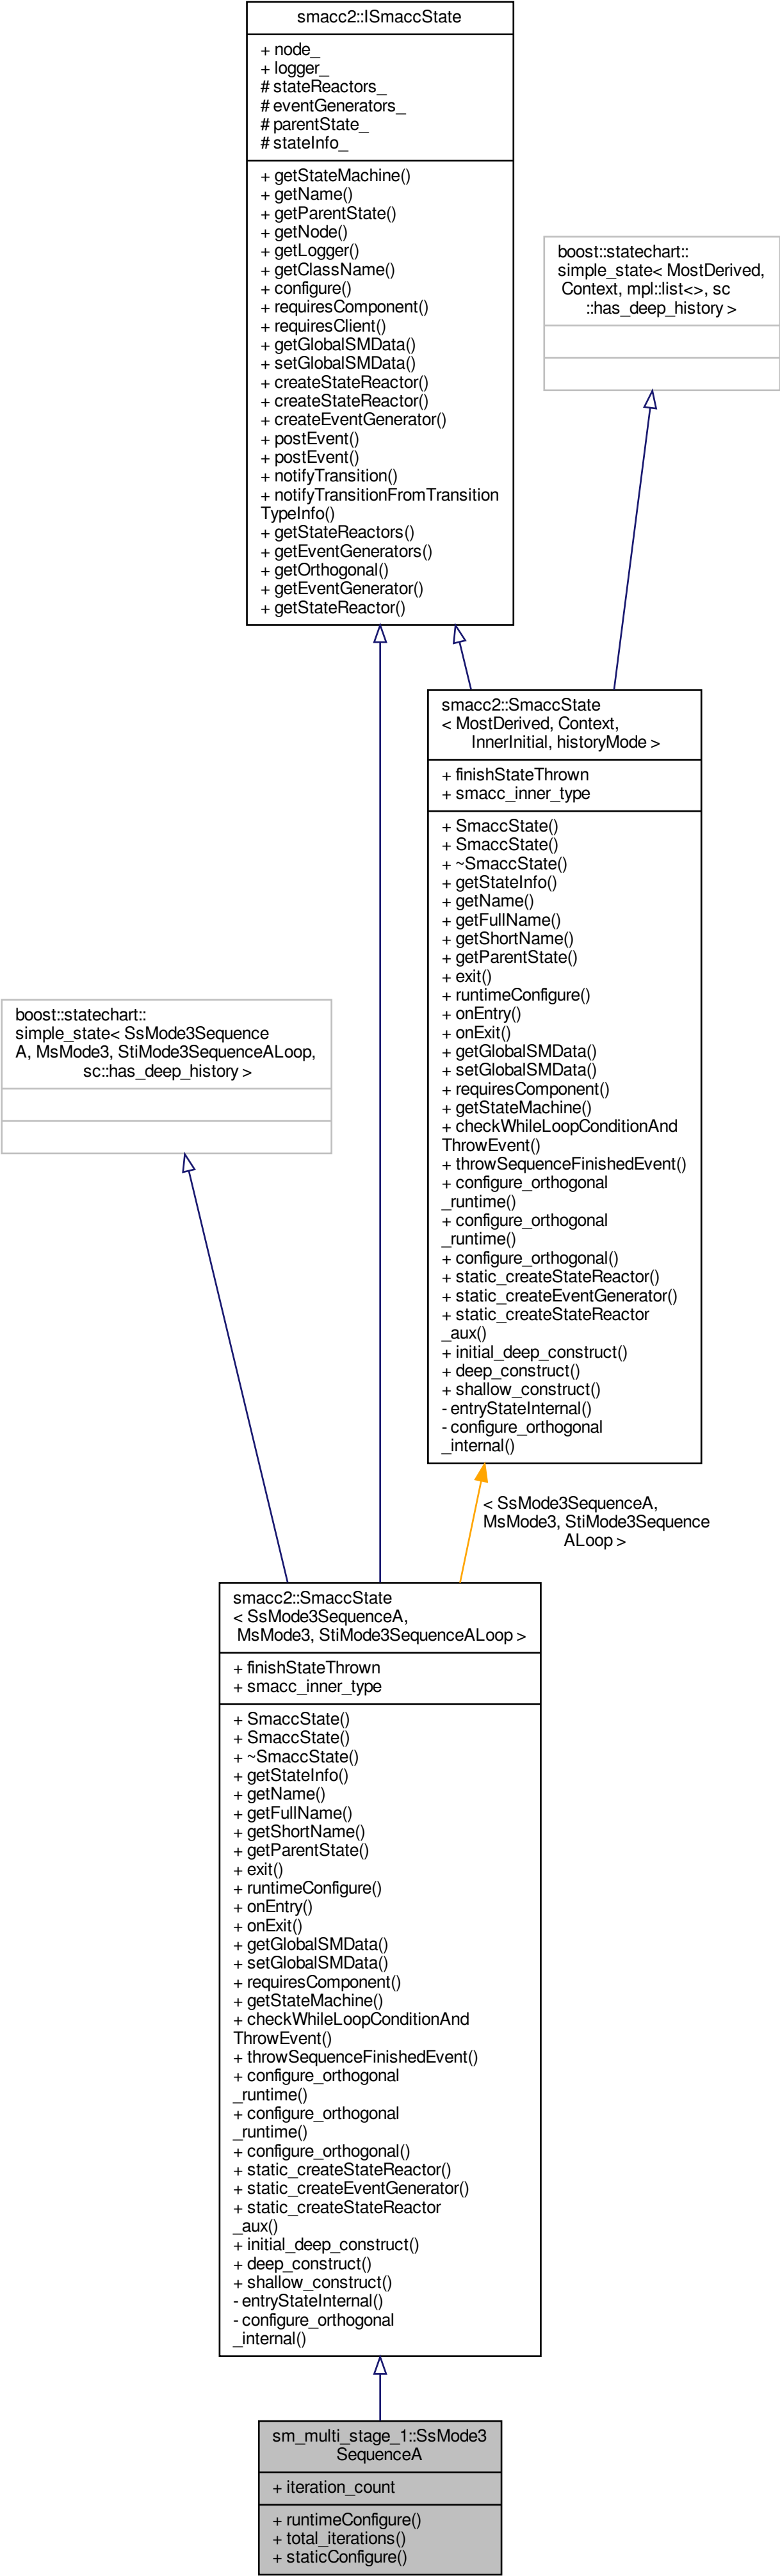 smacc2::ISmaccState
+ node_
+ logger_
# stateReactors_
# eventGenerators_
# parentState_
# stateInfo_
+ getStateMachine()
+ getName()
+ getParentState()
+ getNode()
+ getLogger()
+ getClassName()
+ configure()
+ requiresComponent()
+ requiresClient()
+ getGlobalSMData()
+ setGlobalSMData()
+ createStateReactor()
+ createStateReactor()
+ createEventGenerator()
+ postEvent()
+ postEvent()
+ notifyTransition()
+ notifyTransitionFromTransition
TypeInfo()
+ getStateReactors()
+ getEventGenerators()
+ getOrthogonal()
+ getEventGenerator()
+ getStateReactor()
boost::statechart::
simple_state< MostDerived,
Context, mpl::list<>, sc
::has_deep_history >
smacc2::SmaccState
< MostDerived, Context,
InnerInitial, historyMode >
+ finishStateThrown
+ smacc_inner_type
+ SmaccState()
+ SmaccState()
+ ~SmaccState()
+ getStateInfo()
+ getName()
+ getFullName()
+ getShortName()
+ getParentState()
+ exit()
+ runtimeConfigure()
+ onEntry()
+ onExit()
+ getGlobalSMData()
+ setGlobalSMData()
+ requiresComponent()
+ getStateMachine()
+ checkWhileLoopConditionAnd
ThrowEvent()
+ throwSequenceFinishedEvent()
+ configure_orthogonal
_runtime()
+ configure_orthogonal
_runtime()
+ configure_orthogonal()
+ static_createStateReactor()
+ static_createEventGenerator()
+ static_createStateReactor
_aux()
+ initial_deep_construct()
+ deep_construct()
+ shallow_construct()
- entryStateInternal()
- configure_orthogonal
_internal()
boost::statechart::
simple_state< SsMode3Sequence
A, MsMode3, StiMode3SequenceALoop,
sc::has_deep_history >
< SsMode3SequenceA,
MsMode3, StiMode3Sequence
ALoop >
smacc2::SmaccState
< SsMode3SequenceA,
MsMode3, StiMode3SequenceALoop >
+ finishStateThrown
+ smacc_inner_type
+ SmaccState()
+ SmaccState()
+ ~SmaccState()
+ getStateInfo()
+ getName()
+ getFullName()
+ getShortName()
+ getParentState()
+ exit()
+ runtimeConfigure()
+ onEntry()
+ onExit()
+ getGlobalSMData()
+ setGlobalSMData()
+ requiresComponent()
+ getStateMachine()
+ checkWhileLoopConditionAnd
ThrowEvent()
+ throwSequenceFinishedEvent()
+ configure_orthogonal
_runtime()
+ configure_orthogonal
_runtime()
+ configure_orthogonal()
+ static_createStateReactor()
+ static_createEventGenerator()
+ static_createStateReactor
_aux()
+ initial_deep_construct()
+ deep_construct()
+ shallow_construct()
- entryStateInternal()
- configure_orthogonal
_internal()
sm_multi_stage_1::SsMode3
SequenceA
+ iteration_count
+ runtimeConfigure()
+ total_iterations()
+ staticConfigure()